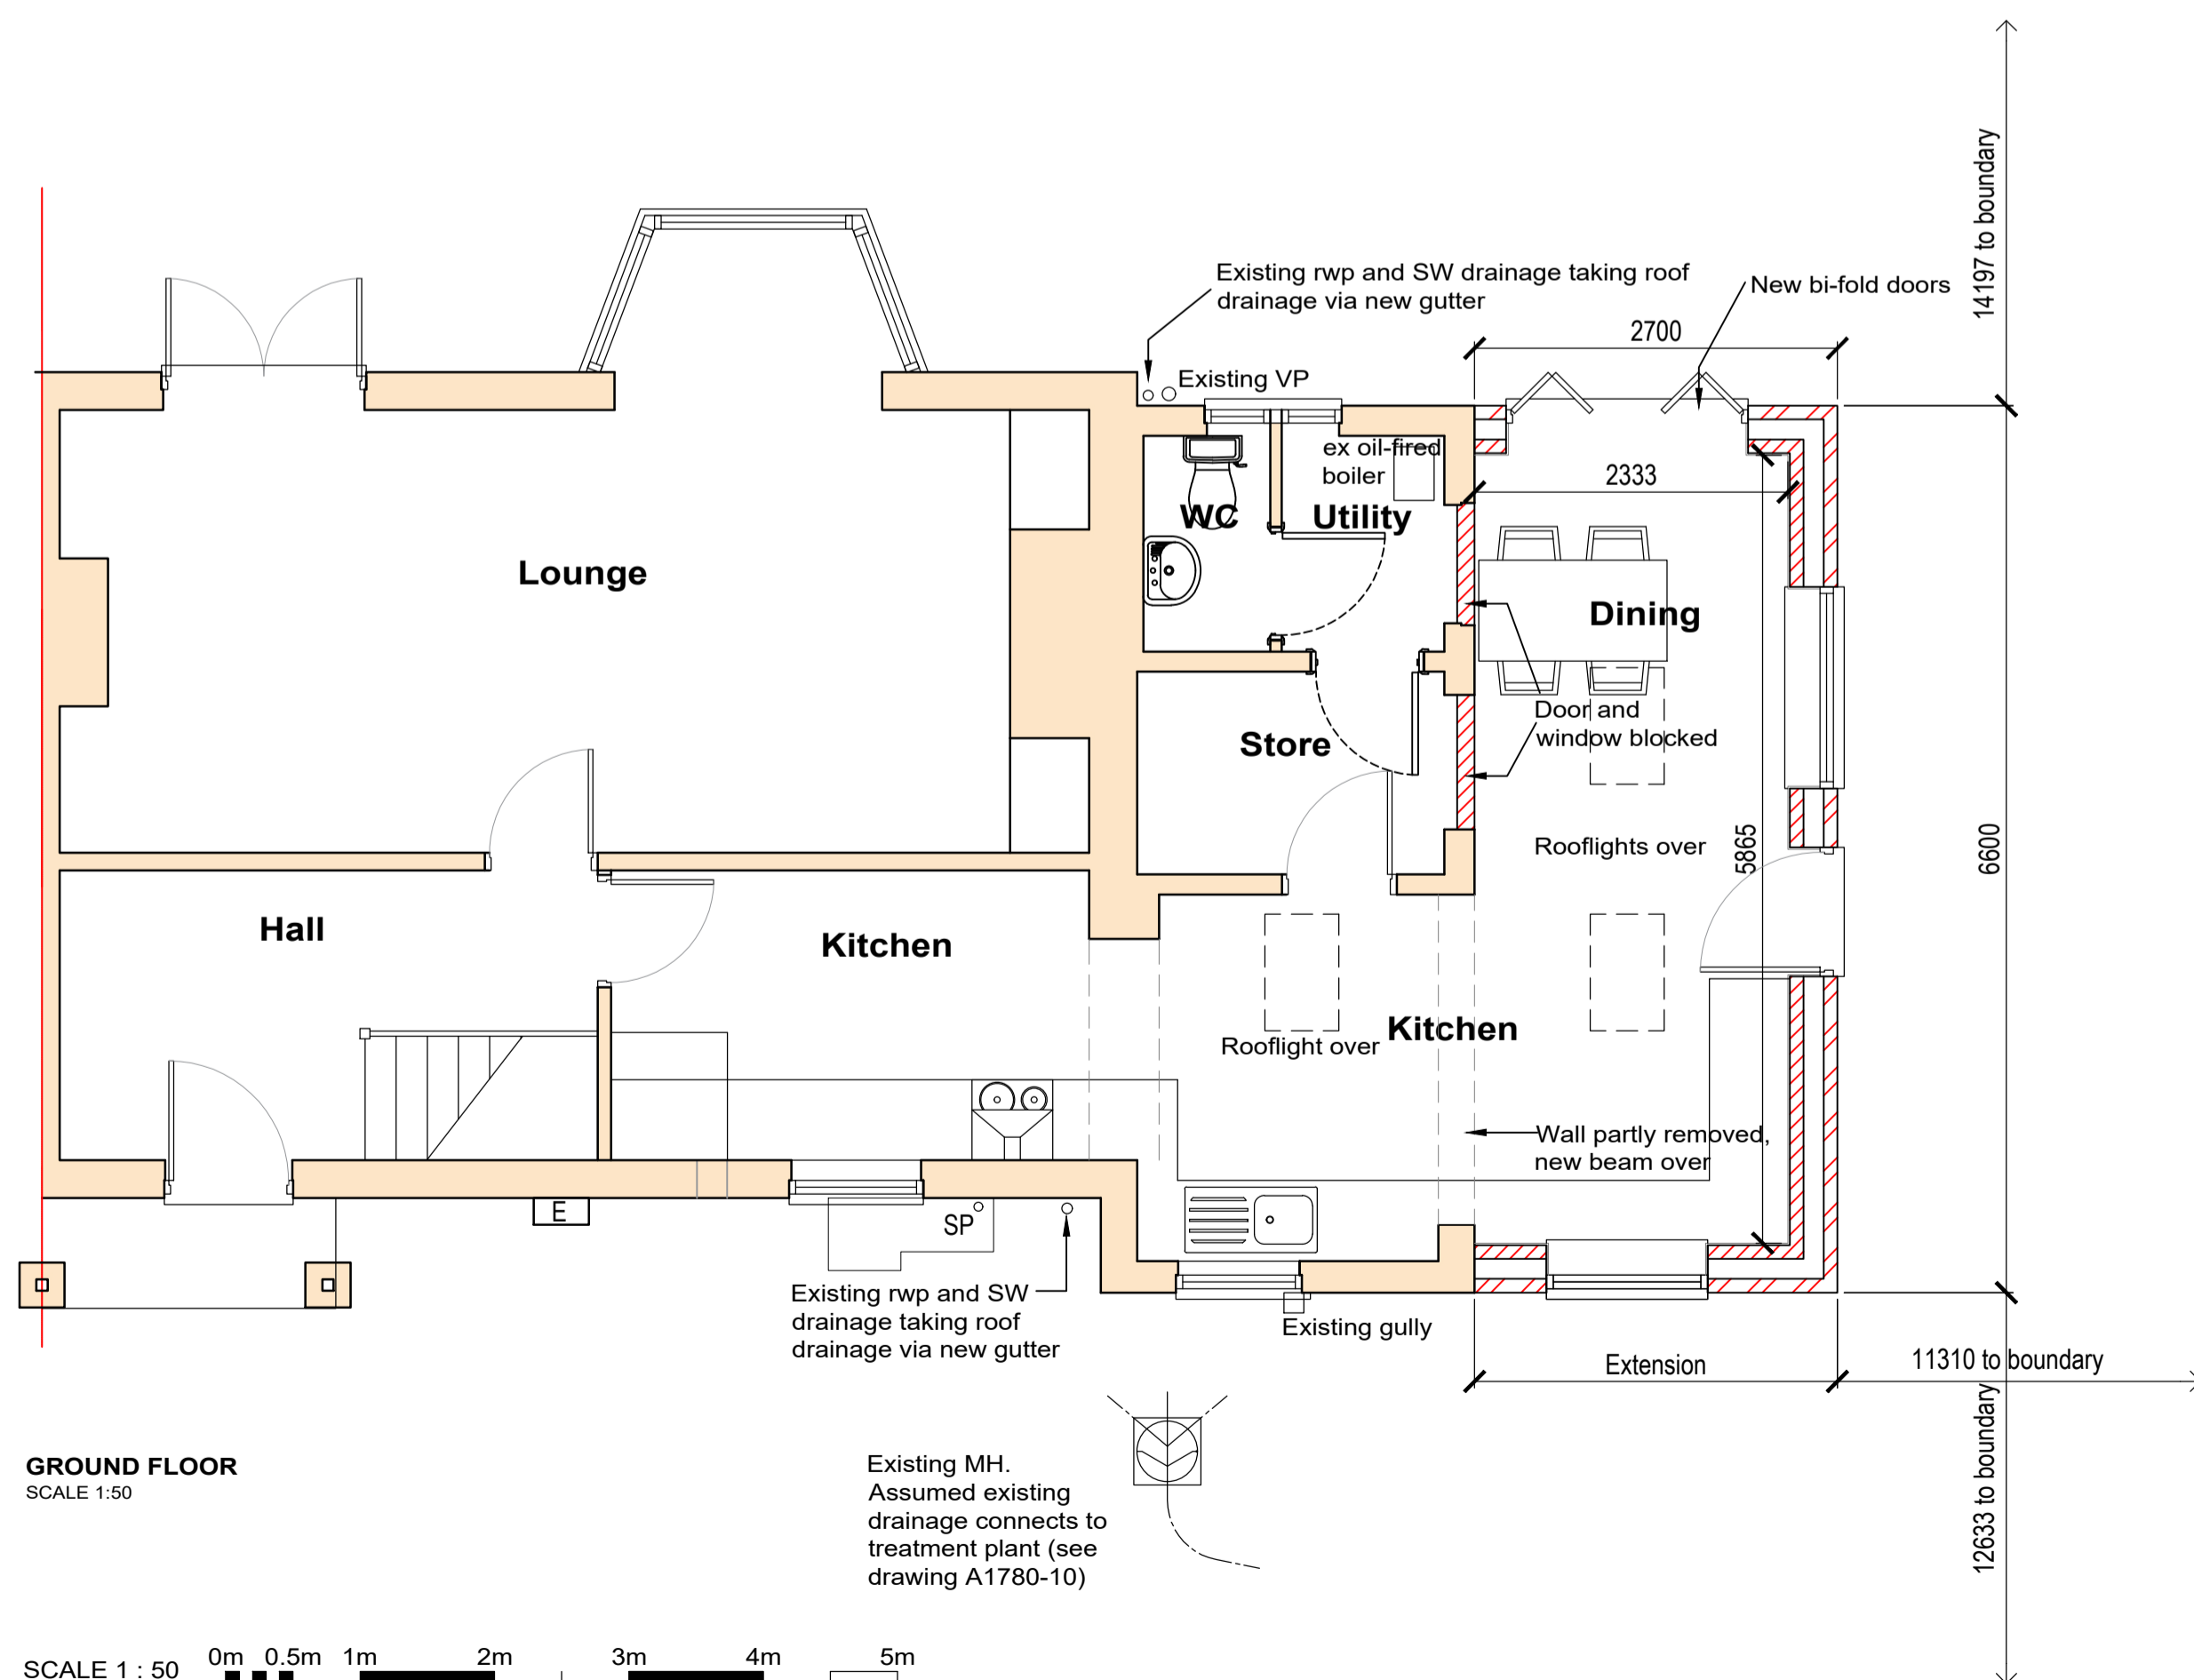 14197 to boundary
Existing rwp and SW drainage taking roof
drainage via new gutter
New bi-fold doors
2700
Existing VP
ex oil-fired
boiler
2333
WC
Utility
Lounge
Dining
Door and
window blocked
Store
Rooflights over
5865
6600
Hall
Kitchen
Kitchen
Rooflight over
Wall partly removed,
new beam over
E
SP
Existing rwp and SW
drainage taking roof
drainage via new gutter
Existing gully
Extension
11310 to boundary
12633 to boundary
GROUND FLOOR
SCALE 1:50
Existing MH.
Assumed existing
drainage connects to
treatment plant (see
drawing A1780-10)
SCALE 1 : 50
0m 0.5m 1m 2m 3m 4m 5m